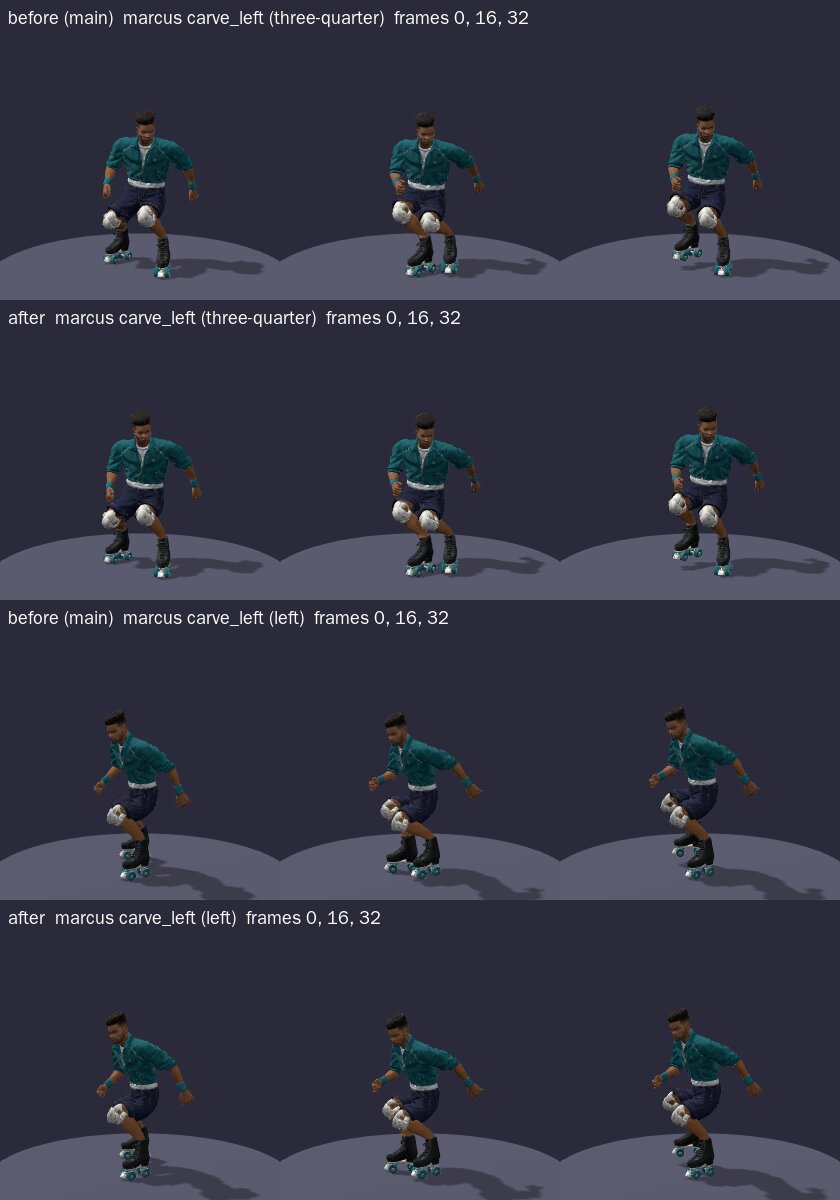 before (main)  marcus carve_left (three-quarter)  frames 0, 16, 32
after  marcus carve_left (three-quarter)  frames 0, 16, 32
before (main)  marcus carve_left (left)  frames 0, 16, 32
after  marcus carve_left (left)  frames 0, 16, 32